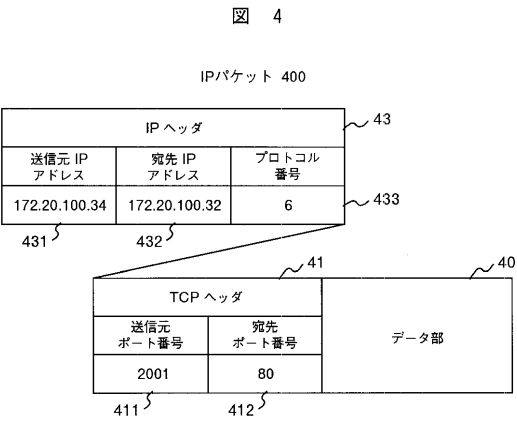 図 4
IPパケット 400
IP ヘッダ
43
送信元 IP
アドレス
宛先 IP
アドレス
プロトコル
番号
172.20.100.34
172.20.100.32
6
433
431
432
41
40
TCP ヘッダ
データ部
送信元
ポート番号
宛先
ポート番号
2001
80
411
412